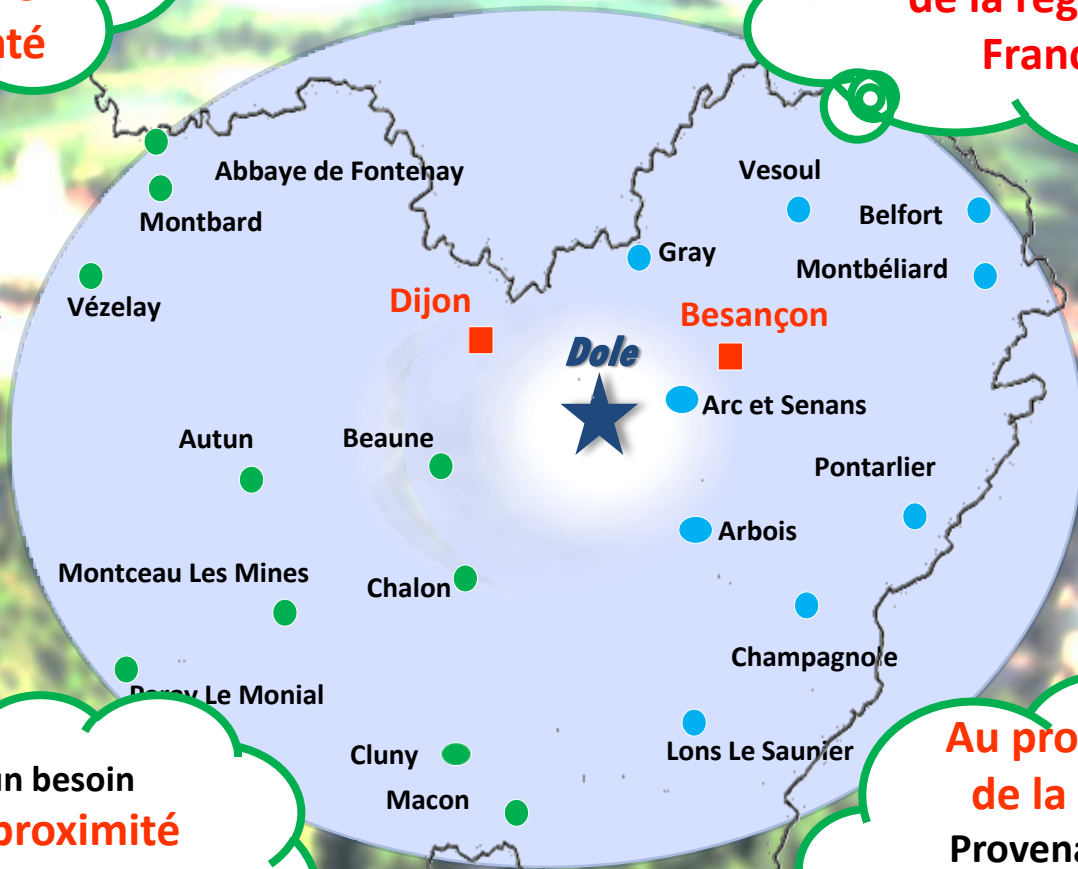 nté
de la rég
Franc
Abbaye de Fontenay
Vesoul
Montbard
Belfort
Gray
Montbéliard
Vézelay
Dijon
Besançon
Dole
Arc et Senans
Autun
Beaune
Pontarlier
Arbois
Montceau Les Mines
Chalon
Champagnole
Paray Le Monial
Lons Le Saunier
Cluny
Macon
un besoin
proximité
Au pro
de la
Provena